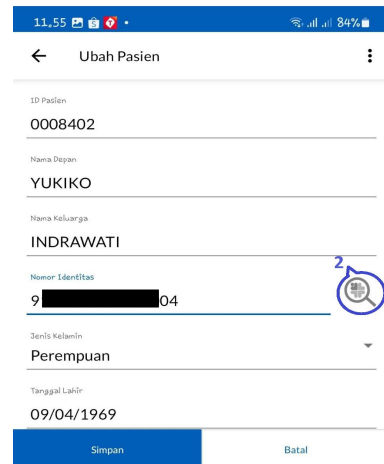 11.55 84%
Ubah Pasien
ID Pasien
0008402
Nama Depan
YUKIKO
Nama Keluarga
INDRAWATI
Nomor Identitas
2
9 04
Jenis Kelamin
Perempuan
Tanggal Lahir
09/04/1969
Simpan Batal